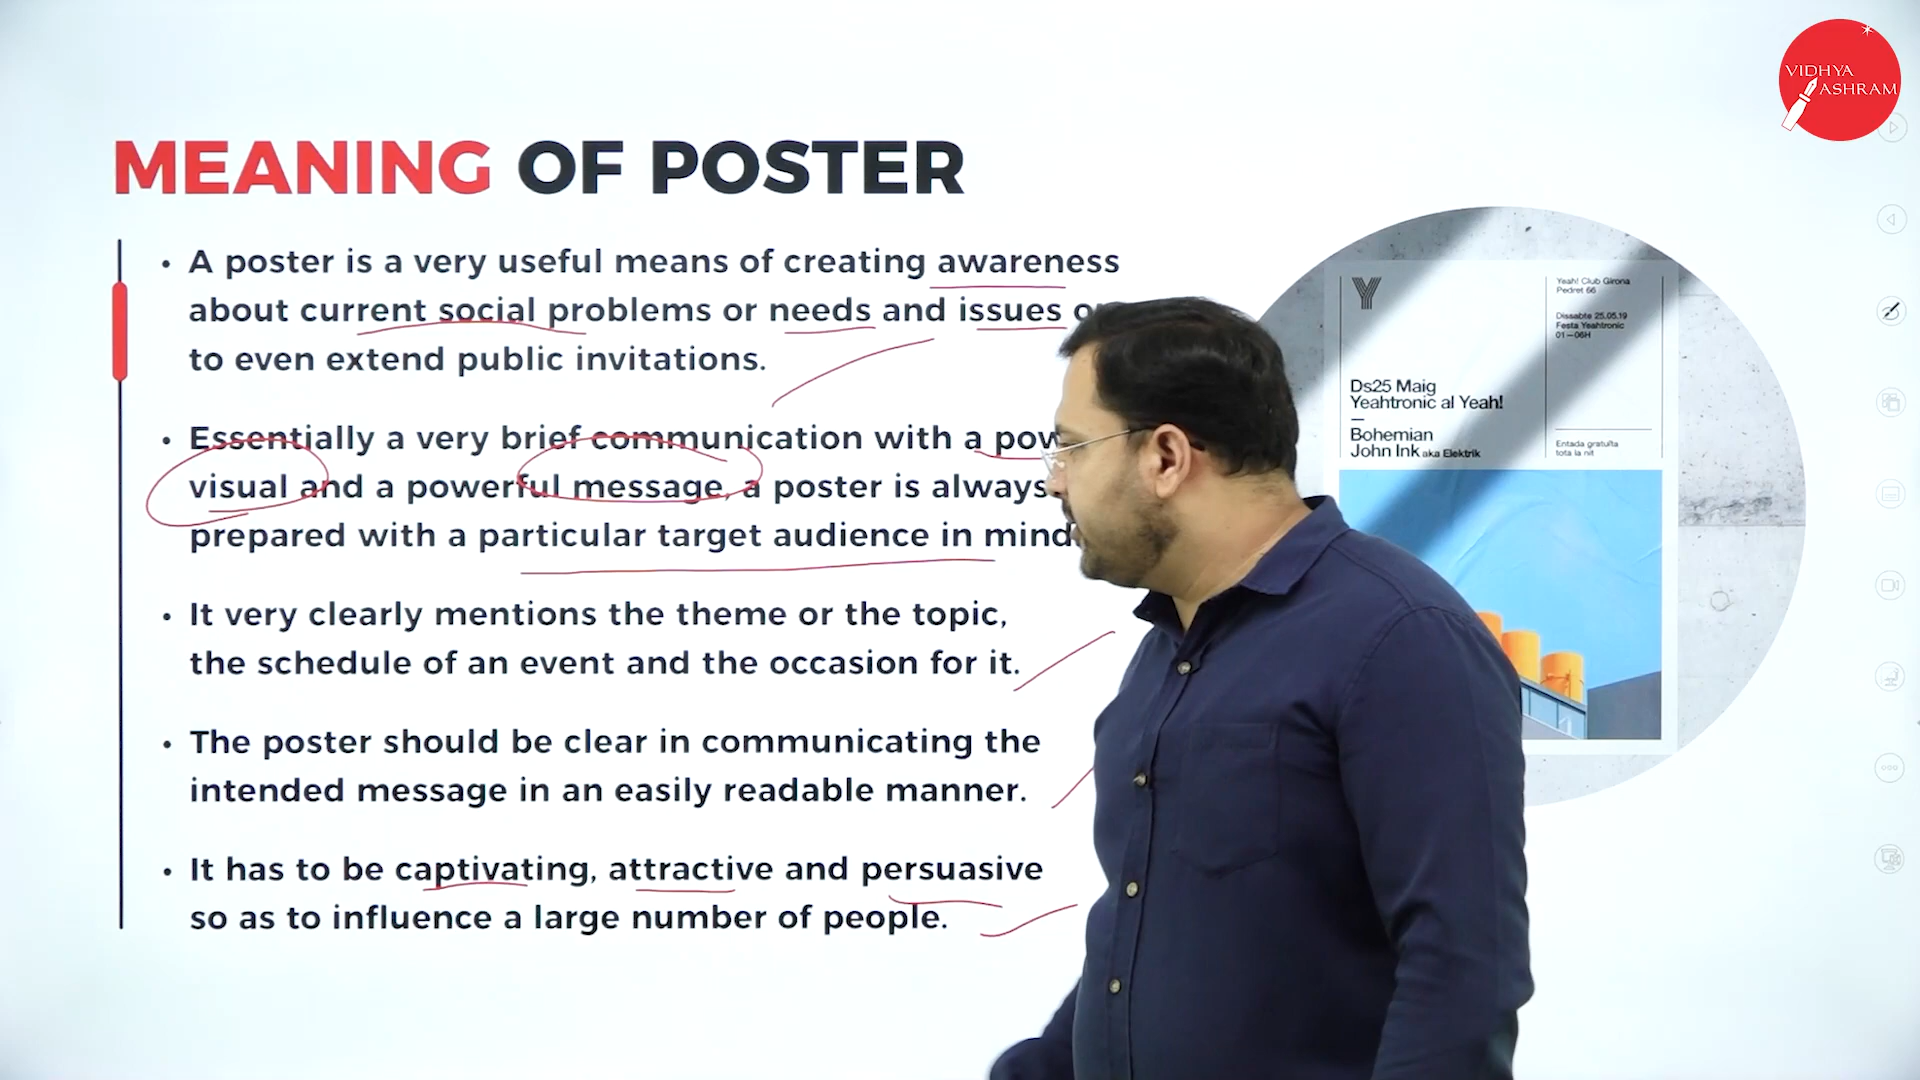 VIDHYA
ASHRAM
MEANING OF POSTER
• A poster is a very useful means of creating awareness
about current social problems or needs and issues
to even extend public invitations.
• Essentially a very brief communication with a
visual and a powerful message, a poster is always
prepared with a particular target audience in mind
• It very clearly mentions the theme or the topic,
the schedule of an event and the occasion for it.
• The poster should be clear in communicating the
intended message in an easily readable manner.
• It has to be captivating, attractive and persuasive
so as to influence a large number of people.
Y
Yeah! Club Girona
Pedret 66
Dissabte 25.05.19
Festa Yeahtronic
01—06H
Ds25 Maig
Yeahtronic al Yeah!
—
Bohemian
John Ink aka Elektrik
Entada gratuïta
tota la nit